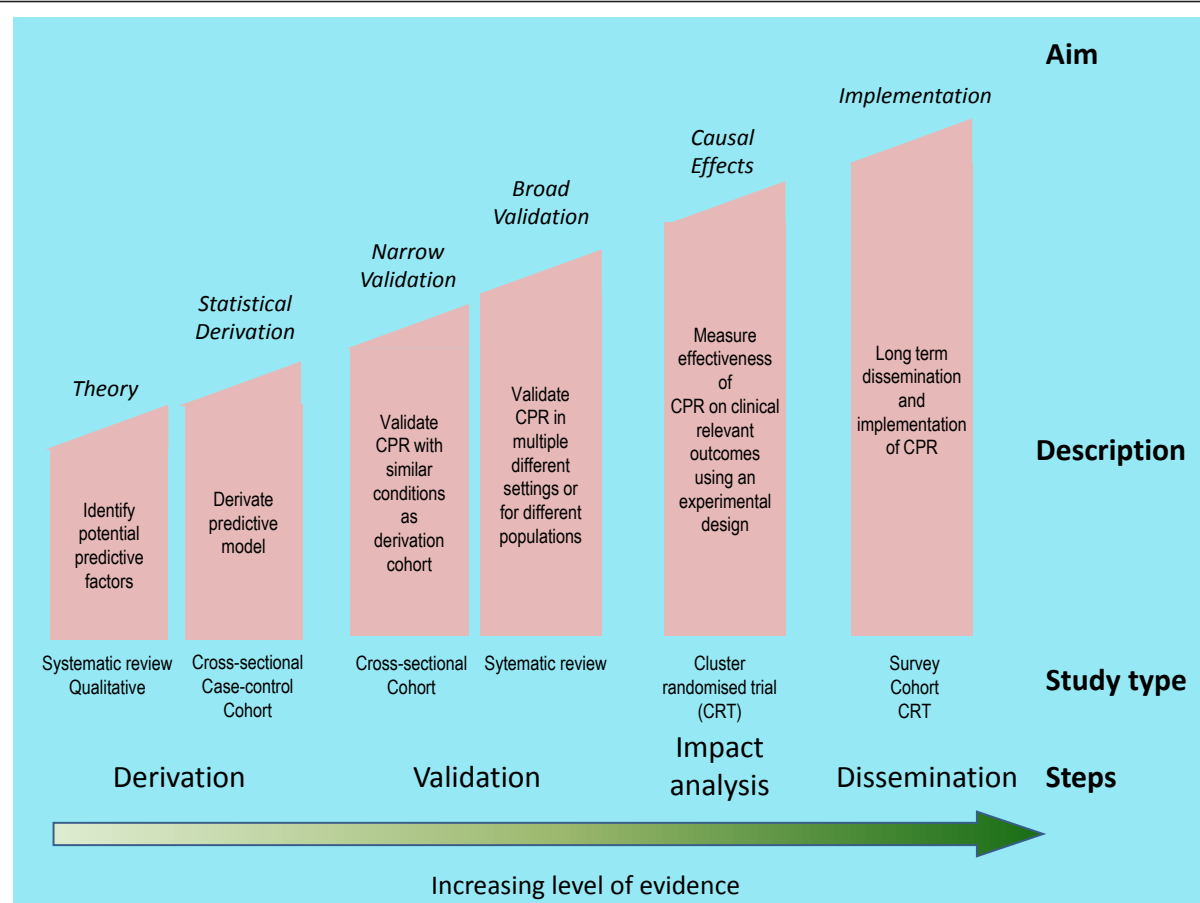 Aim
Implementation
Causal
Effects
Broad
Validation
Narrow
Validation
Statistical
Derivation
Theory
Identify
potential
predictive
factors
Derivate
predictive
model
Validate
CPR with
similar
conditions
as
derivation
cohort
Validate
CPR in
multiple
different
settings or
for different
populations
Measure
effectiveness
of
CPR on clinical
relevant
outcomes
using an
experimental
design
Long term
dissemination
and
implementation
of CPR
Description
Systematic review
Qualitative
Cross-sectional
Case-control
Cohort
Cross-sectional
Cohort
Sytematic review
Cluster
randomised trial
(CRT)
Survey
Cohort
CRT
Study type
Derivation
Validation
Impact
analysis
Dissemination
Steps
Increasing level of evidence